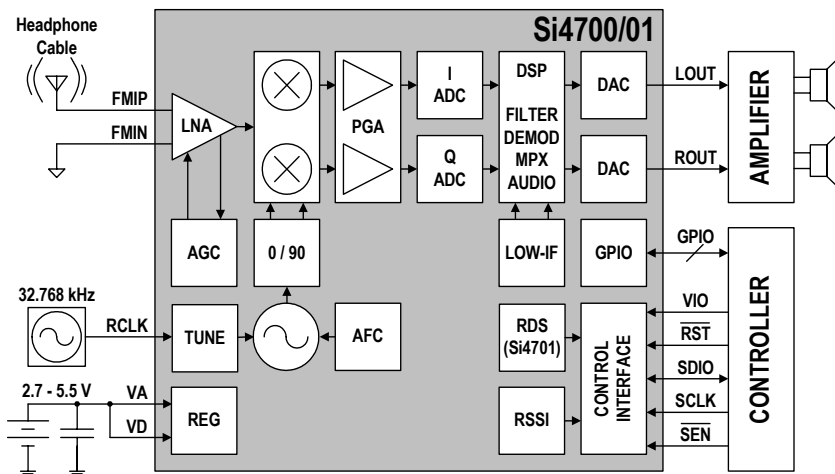 Headphone
Cable
Si4700/01
FMIP
FMIN
LNA
PGA
I
ADC
Q
ADC
DSP
FILTER
DEMOD
MPX
AUDIO
DAC
DAC
LOUT
ROUT
AMPLIFIER
AGC
0 / 90
LOW-IF
GPIO
GPIO
32.768 kHz
RCLK
TUNE
AFC
RDS
(Si4701)
CONTROL
INTERFACE
VIO
RST
SDIO
SCLK
SEN
CONTROLLER
2.7 - 5.5 V
VA
VD
REG
RSSI